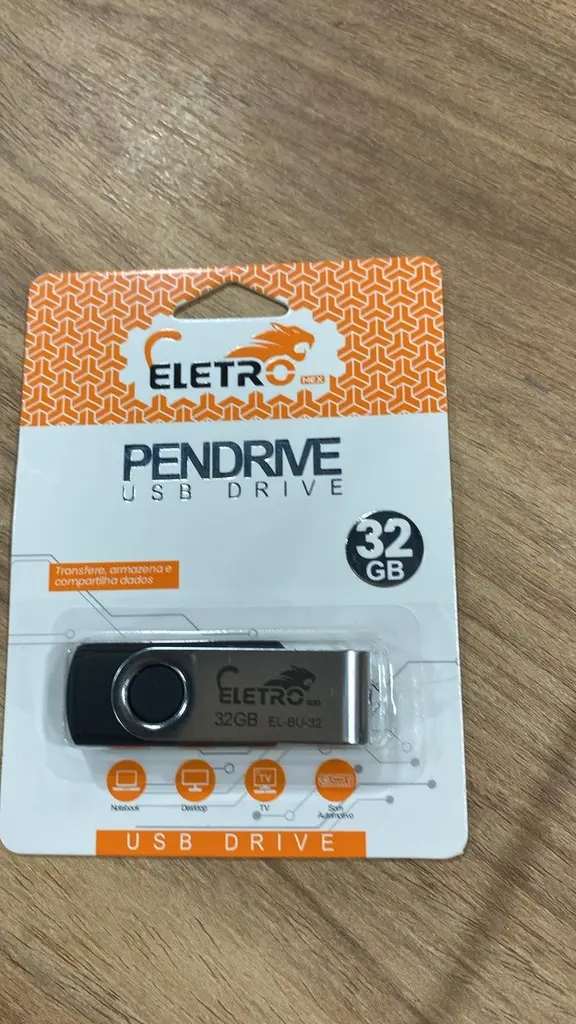 ELETRO HEX
PENDRIVE
USB DRIVE
32
GB
Transfere, armazena e
compartilha dados
ELETRO
32GB EL-BU-32
TV
Notebook
Desktop
TV
Som
Automotivo
USB DRIVE